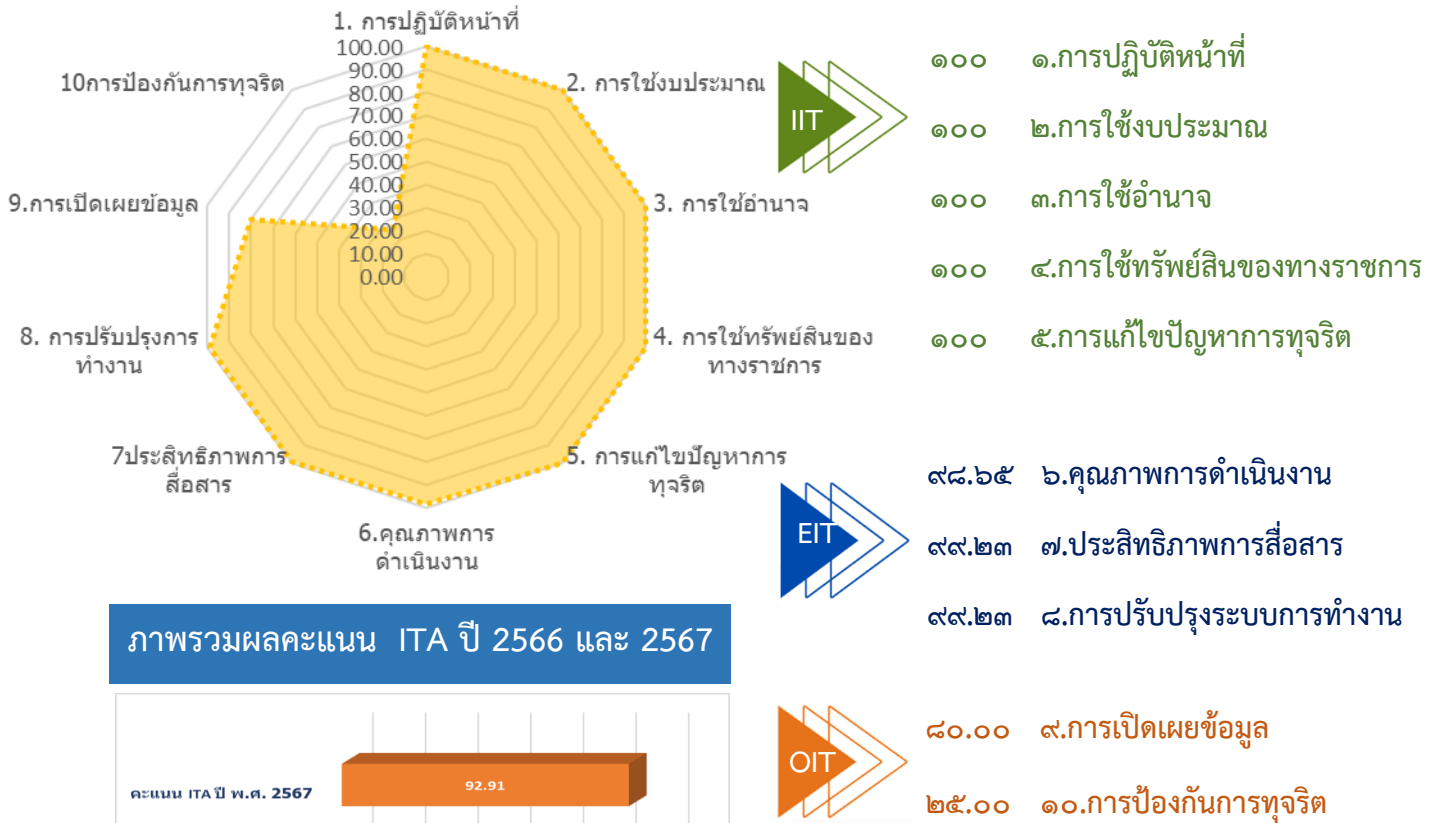 1. การปฏิบัติหน้าที่
100.00
90.00
80.00
70.00
60.00
50.00
40.00
30.00
20.00
10.00
0.00
2. การใช้งบประมาณ
3. การใช้อำนาจ
4. การใช้ทรัพย์สินของ
ทางราชการ
5. การแก้ไขปัญหาการ
ทุจริต
6.คุณภาพการ
ดำเนินงาน
7ประสิทธิภาพการ
สื่อสาร
8. การปรับปรุงการ
ทำงาน
9.การเปิดเผยข้อมูล
10การป้องกันการทุจริต
IIT
๑๐๐ ๑.การปฏิบัติหน้าที่
๑๐๐ ๒.การใช้งบประมาณ
๑๐๐ ๓.การใช้อำนาจ
๑๐๐ ๔.การใช้ทรัพย์สินของทางราชการ
๑๐๐ ๕.การแก้ไขปัญหาการทุจริต
EIT
๙๘.๖๕ ๖.คุณภาพการดำเนินงาน
๙๙.๒๓ ๗.ประสิทธิภาพการสื่อสาร
๙๙.๒๓ ๘.การปรับปรุงระบบการทำงาน
ภาพรวมผลคะแนน ITA ปี 2566 และ 2567
คะแนน ITA ปี พ.ศ. 2567
92.91
OIT
๘๐.๐๐ ๙.การเปิดเผยข้อมูล
๒๕.๐๐ ๑๐.การป้องกันการทุจริต